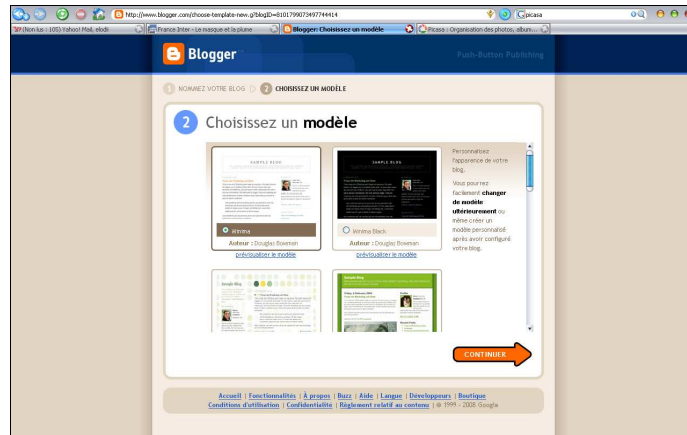 http://www.blogger.com/choose-template-new.g?blogID=8101799073497744414
picasa
(Non lus : 105) Yahoo! Mail, elodii
France Inter - Le masque et la plume
Blogger: Choisissez un modèle
Picasa : Organisation des photos, album...
Blogger
Push-Button Publishing
1 NOMMEZ VOTRE BLOG
2 CHOISISSEZ UN MODÈLE
2 Choisissez un modèle
SAMPLE BLOG
SAMPLE BLOG
Minima
Minima Black
Auteur : Douglas Bowman
Auteur : Douglas Bowman
prévisualiser le modèle
prévisualiser le modèle
Sample Blog
Sample Blog
Personnalisez
l'apparence de votre
blog.
Vous pourrez
facilement changer
de modèle
ultérieurement ou
même créer un
modèle personnalisé
après avoir configuré
votre blog.
CONTINUER
Accueil | Fonctionnalités | À propos | Buzz | Aide | Langue | Développeurs | Boutique
Conditions d'utilisation | Confidentialité | Règlement relatif au contenu | © 1999 - 2008 Google